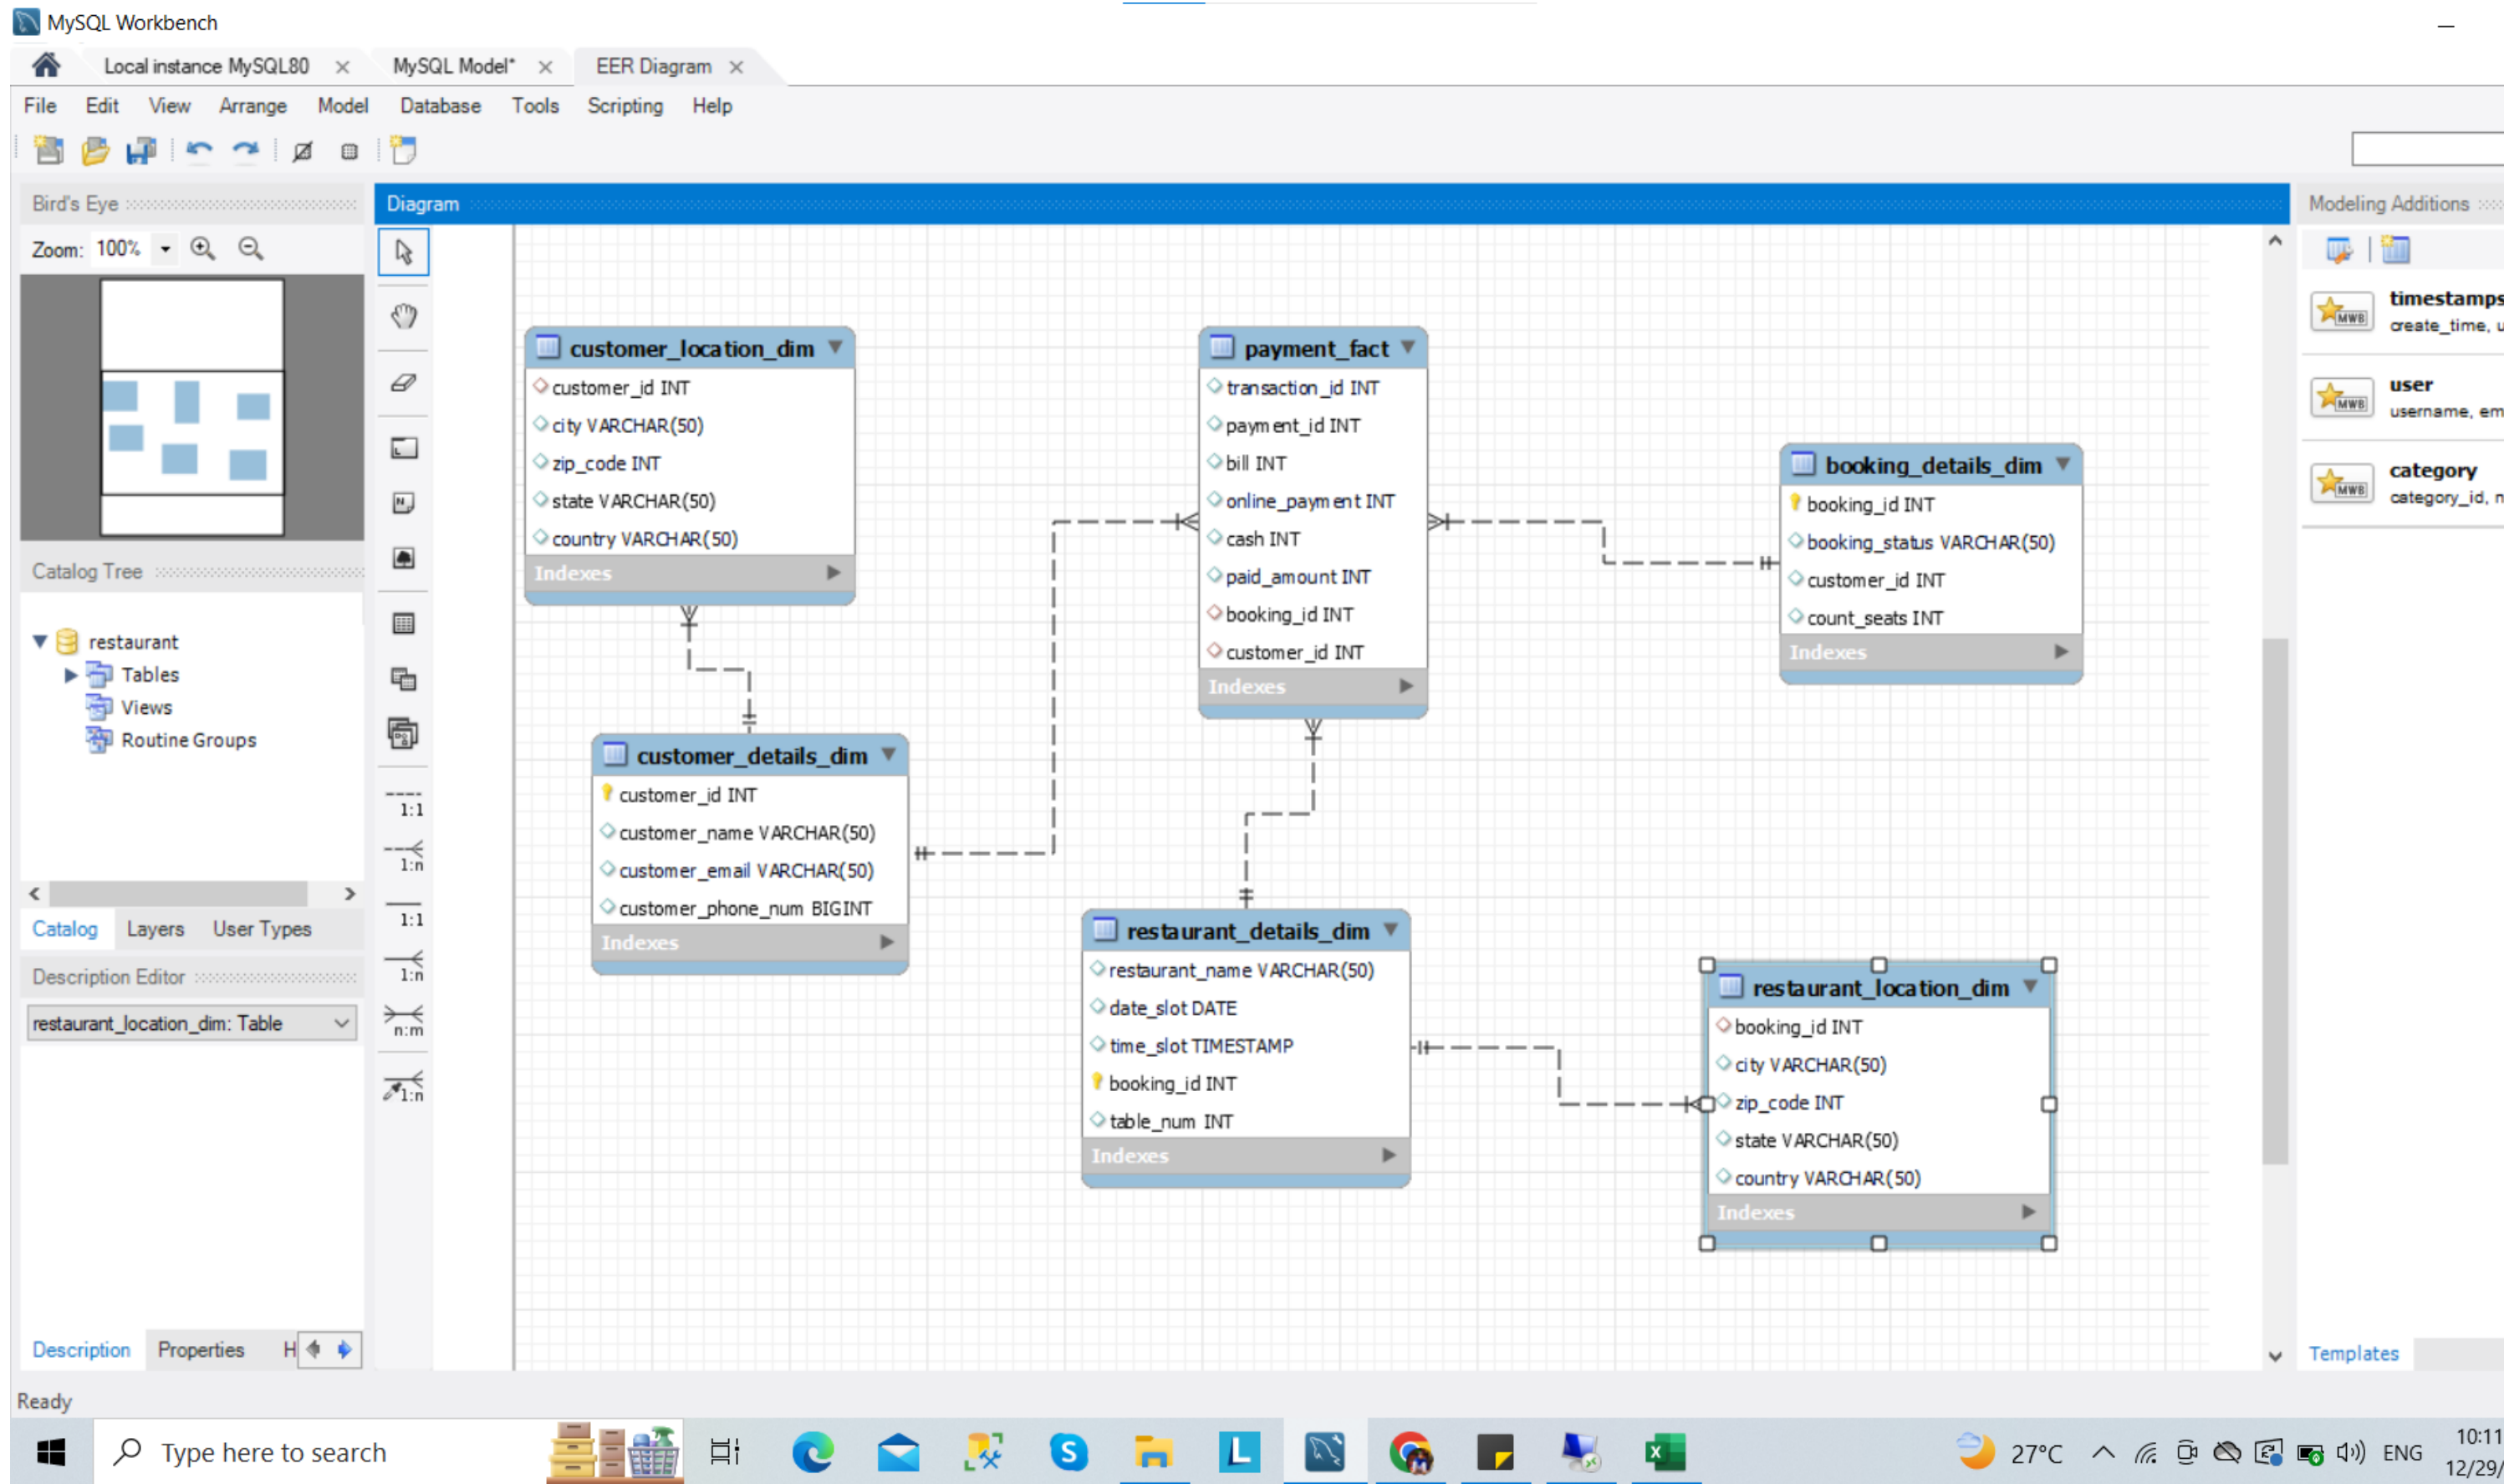 MySQL Workbench
Local instance MySQL80
MySQL Model*
EER Diagram
File Edit View Arrange Model Database Tools Scripting Help
Bird's Eye
Zoom: 100%
Catalog Tree
restaurant
Tables
Views
Routine Groups
Catalog Layers User Types
Description Editor
restaurant_location_dim: Table
Description Properties H
Diagram
1:1
1:n
1:1
1:n
n:m
1:n
customer_location_dim
customer_id INT
city VARCHAR(50)
zip_code INT
state VARCHAR(50)
country VARCHAR(50)
Indexes
customer_details_dim
customer_id INT
customer_name VARCHAR(50)
customer_email VARCHAR(50)
customer_phone_num BIGINT
Indexes
payment_fact
transaction_id INT
payment_id INT
bill INT
online_payment INT
cash INT
paid_amount INT
booking_id INT
customer_id INT
Indexes
restaurant_details_dim
restaurant_name VARCHAR(50)
date_slot DATE
time_slot TIMESTAMP
booking_id INT
table_num INT
Indexes
booking_details_dim
booking_id INT
booking_status VARCHAR(50)
customer_id INT
count_seats INT
Indexes
restaurant_location_dim
booking_id INT
city VARCHAR(50)
zip_code INT
state VARCHAR(50)
country VARCHAR(50)
Indexes
Modeling Additions
MWB
timestamps
create_time, u
MWB
user
username, em
MWB
category
category_id, n
Templates
Ready
Type here to search
27°C
ENG
10:11
12/29/